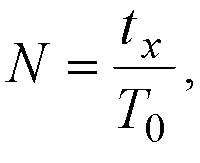 N = t_x / T_0 ,